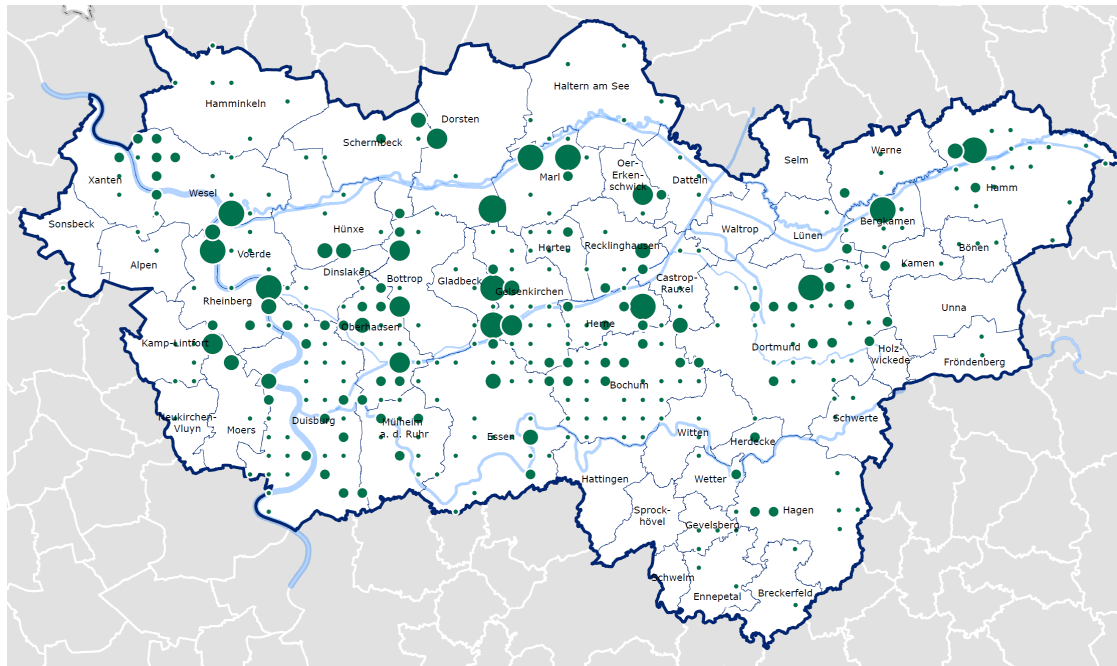 Haltern am See
Hamminkeln
Dorsten
Schermbeck
Werne
Selm
Oer-
Erken-
schwick
Marl
Datteln
Xanten
Hamm
Wesel
Bergkamen
Sonsbeck
Hünxe
Waltrop
Lünen
Voerde
Herten
Recklinghausen
Bönen
Alpen
Kamen
Dinslaken
Bottrop
Gladbeck
Castrop-
Rauxel
Gelsenkirchen
Rheinberg
Unna
Oberhausen
Herne
Kamp-Lintfort
Dortmund
Holz-
wickede
Fröndenberg
Bochum
Neukirchen-
Vluyn
Duisburg
Mülheim
a. d. Ruhr
Schwerte
Moers
Essen
Witten
Herdecke
Hattingen
Wetter
Sprock-
hövel
Hagen
Gevelsberg
Schwelm
Ennepetal
Breckerfeld